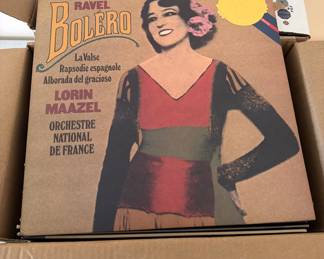 RAVEL
BOLERO
La Valse
Rapsodie espagnole
Alborada del gracioso
LORIN
MAAZEL
ORCHESTRE
NATIONAL
DE FRANCE